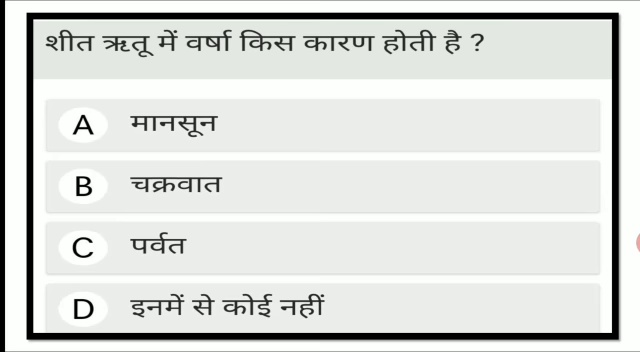 शीत ऋतू में वर्षा किस कारण होती है ?
A मानसून
B चक्रवात
C पर्वत
D इनमें से कोई नहीं